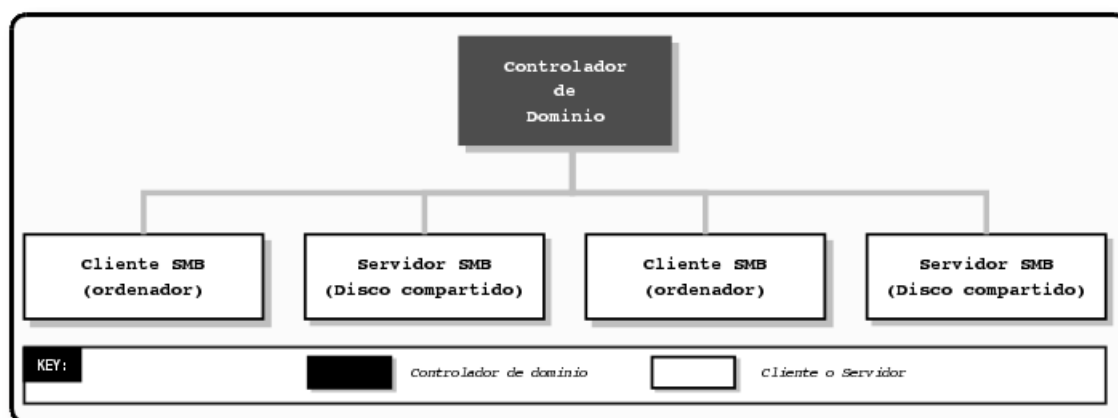 Controlador
de
Dominio
Cliente SMB
(ordenador)
Servidor SMB
(Disco compartido)
Cliente SMB
(ordenador)
Servidor SMB
(Disco compartido)
KEY:
Controlador de dominio
Cliente o Servidor